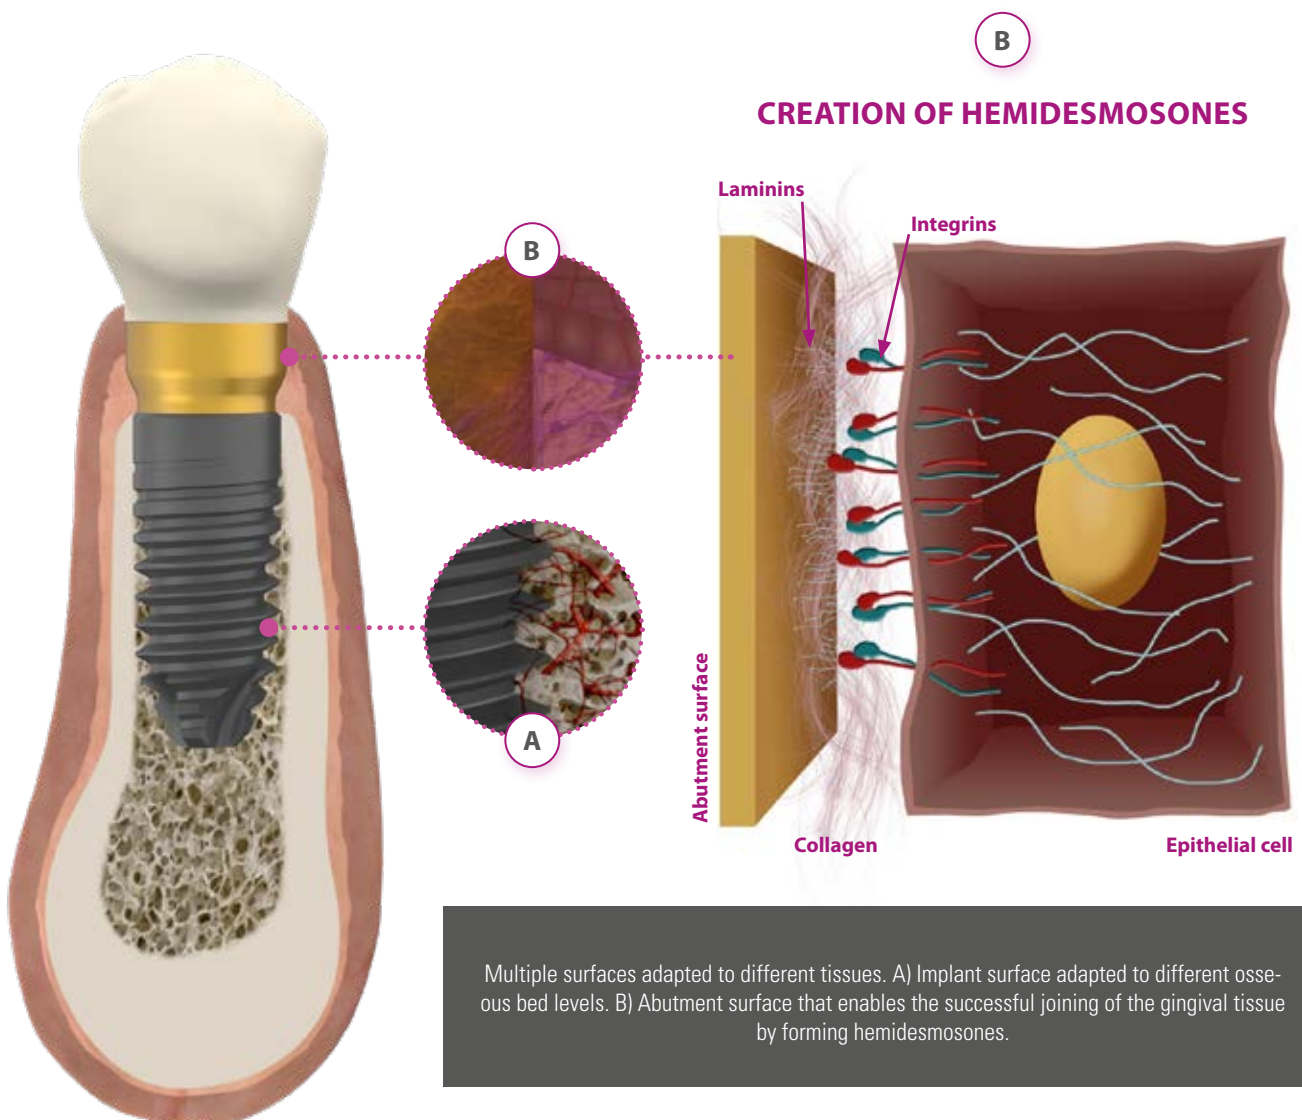 B
CREATION OF HEMIDESMOSONES
Laminins
Integrins
B
A
Abutment surface
Collagen
Epithelial cell
Multiple surfaces adapted to different tissues. A) Implant surface adapted to different osse-
ous bed levels. B) Abutment surface that enables the successful joining of the gingival tissue
by forming hemidesmosones.